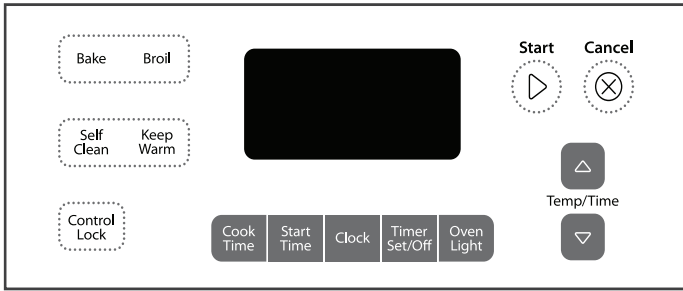 Bake Broil
Self Clean
Keep Warm
Control Lock
Start Cancel
Temp/Time
Cook Time
Start Time
Clock
Timer Set/Off
Oven Light